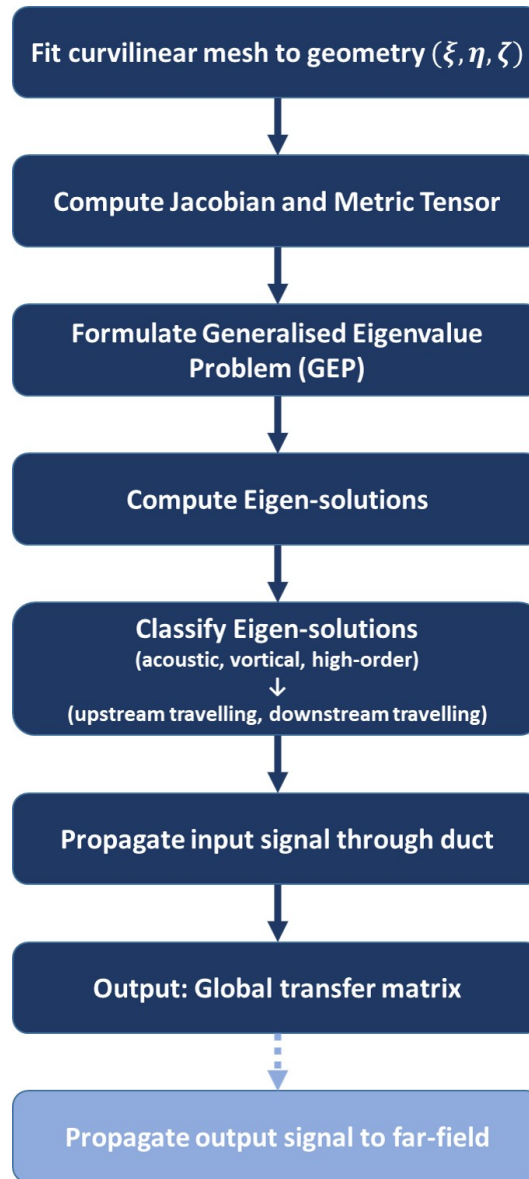 Fit curvilinear mesh to geometry (ξ, η, ζ)
Compute Jacobian and Metric Tensor
Formulate Generalised Eigenvalue
Problem (GEP)
Compute Eigen-solutions
Classify Eigen-solutions
(acoustic, vortical, high-order)
↓
(upstream travelling, downstream travelling)
Propagate input signal through duct
Output: Global transfer matrix
Propagate output signal to far-field